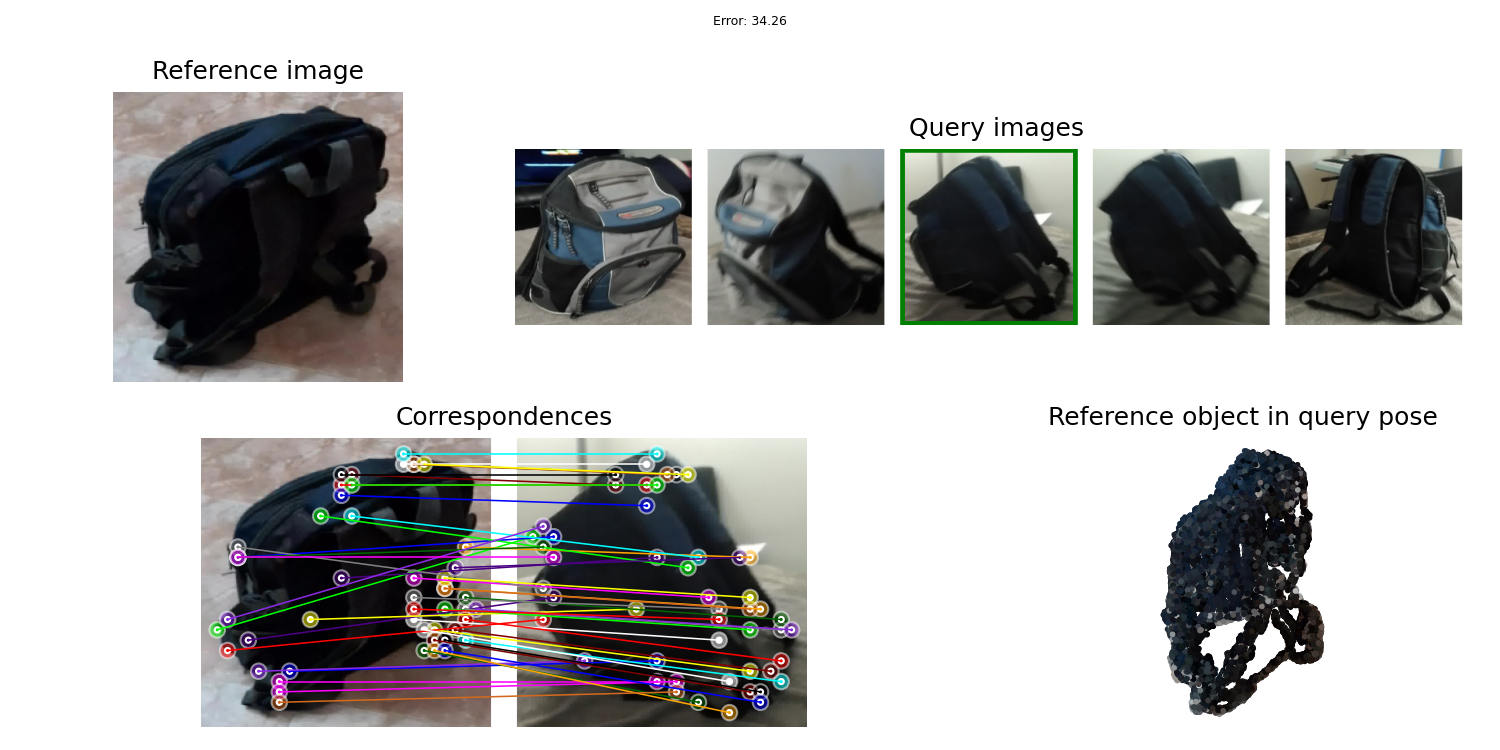 Error: 34.26
Reference image
Query images
Correspondences
Reference object in query pose